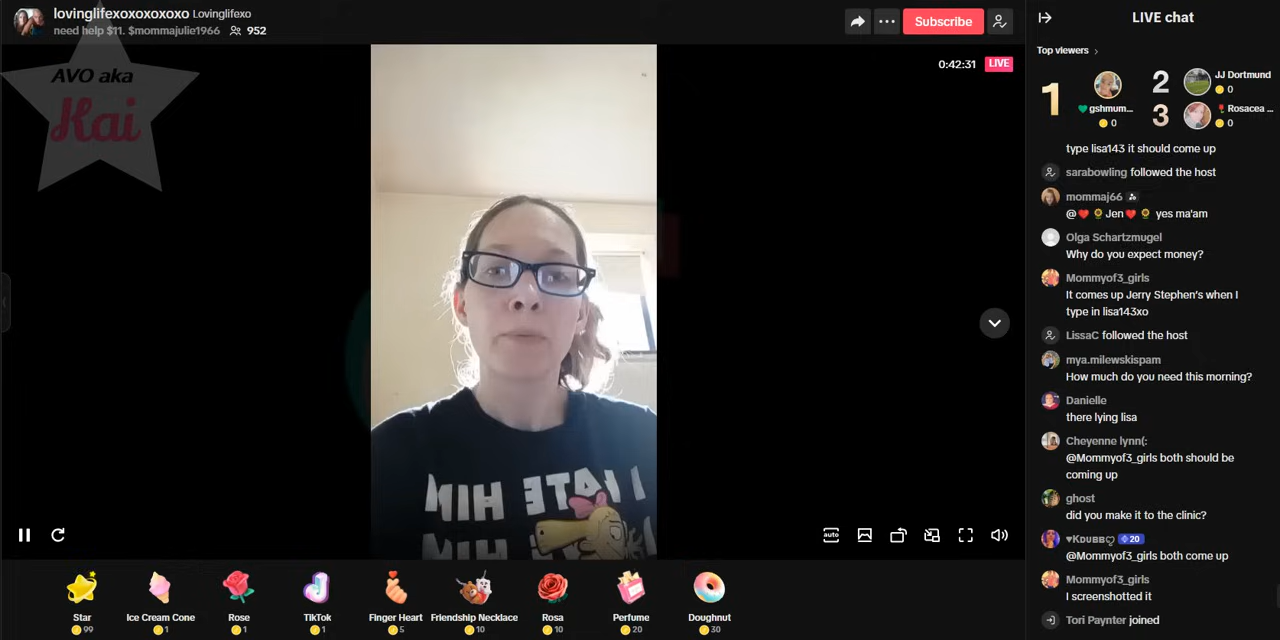 lovinglifexoxoxoxoxo Lovinglifexo
need help $11. $mommajulie1966 952
Subscribe
AVO aka
Kai
0:42:31 LIVE
I HATE HIM
auto
Star
99
Ice Cream Cone
1
Rose
1
TikTok
1
Finger Heart
5
Friendship Necklace
10
Rosa
10
Perfume
20
Doughnut
30
LIVE chat
Top viewers
1
gshmum...
0
2
JJ Dortmund
0
3
Rosacea ...
0
type lisa143 it should come up
sarabowling followed the host
mommaj66
@❤️🌻Jen❤️🌻 yes ma'am
Olga Schartzmugel
Why do you expect money?
Mommyof3_girls
It comes up Jerry Stephen's when I
type in lisa143xo
LissaC followed the host
mya.milewskispam
How much do you need this morning?
Danielle
there lying lisa
Cheyenne lynn(:
@Mommyof3_girls both should be
coming up
ghost
did you make it to the clinic?
♥Kᴅᴜʙʙღ 20
@Mommyof3_girls both come up
Mommyof3_girls
I screenshotted it
Tori Paynter joined